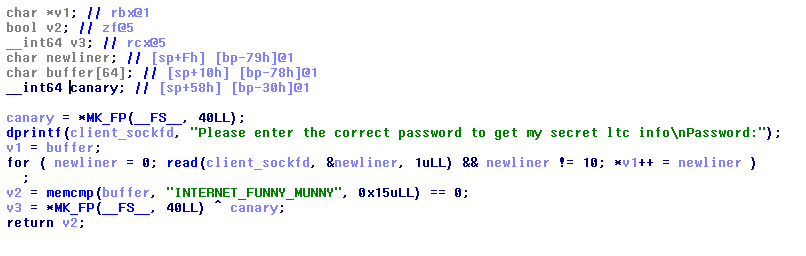 char *v1; // rbx@1
bool v2; // zf@5
__int64 v3; // rcx@5
char newliner; // [sp+Fh] [bp-79h]@1
char buffer[64]; // [sp+10h] [bp-78h]@1
__int64 canary; // [sp+58h] [bp-30h]@1
canary = *MK_FP(__FS__, 40LL);
dprintf(client_sockfd, "Please enter the correct password to get my secret ltc info\nPassword:");
v1 = buffer;
for ( newliner = 0; read(client_sockfd, &newliner, 1uLL) && newliner != 10; *v1++ = newliner )
;
v2 = memcmp(buffer, "INTERNET_FUNNY_MUNNY", 0x15uLL) == 0;
v3 = *MK_FP(__FS__, 40LL) ^ canary;
return v2;